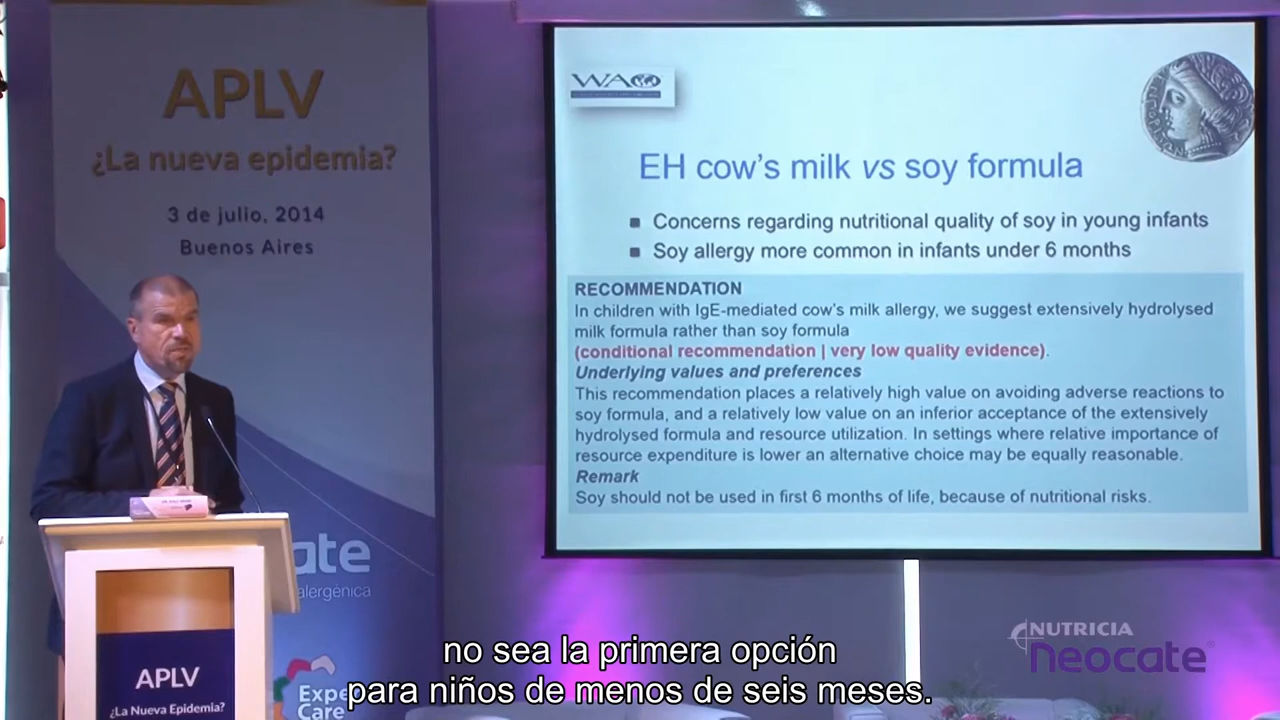 APLV
¿La nueva epidemia?
3 de julio, 2014
Buenos Aires
WAO
EH cow's milk vs soy formula
Concerns regarding nutritional quality of soy in young infants
Soy allergy more common in infants under 6 months
RECOMMENDATION
In children with IgE-mediated cow's milk allergy, we suggest extensively hydrolysed
milk formula rather than soy formula
(conditional recommendation | very low quality evidence).
Underlying values and preferences
This recommendation places a relatively high value on avoiding adverse reactions to
soy formula, and a relatively low value on an inferior acceptance of the extensively
hydrolysed formula and resource utilization. In settings where relative importance of
resource expenditure is lower an alternative choice may be equally reasonable.
Remark
Soy should not be used in first 6 months of life, because of nutritional risks.
cate
alergénica
Expe
Care
APLV
¿La Nueva Epidemia?
NUTRICIA
neocate
no sea la primera opción
para niños de menos de seis meses.